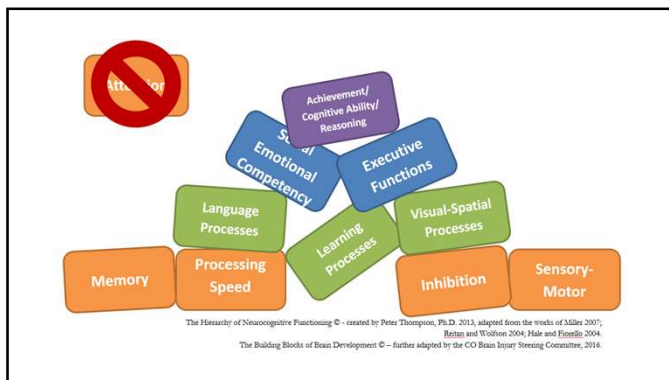 Achievement/
Cognitive Ability/
Reasoning
Emotional
Competency
Executive
Functions
Language
Processes
Learning
Processes
Visual-Spatial
Processes
Memory
Processing
Speed
Inhibition
Sensory-
Motor
The Hierarchy of Neurocognitive Functioning © - created by Peter Thompson, Ph.D. 2013, adapted from the works of Miller 2007;
Reitan and Wolfson 2004; Hale and Fiorello 2004.
The Building Blocks of Brain Development © – further adapted by the CO Brain Injury Steering Committee, 2016.